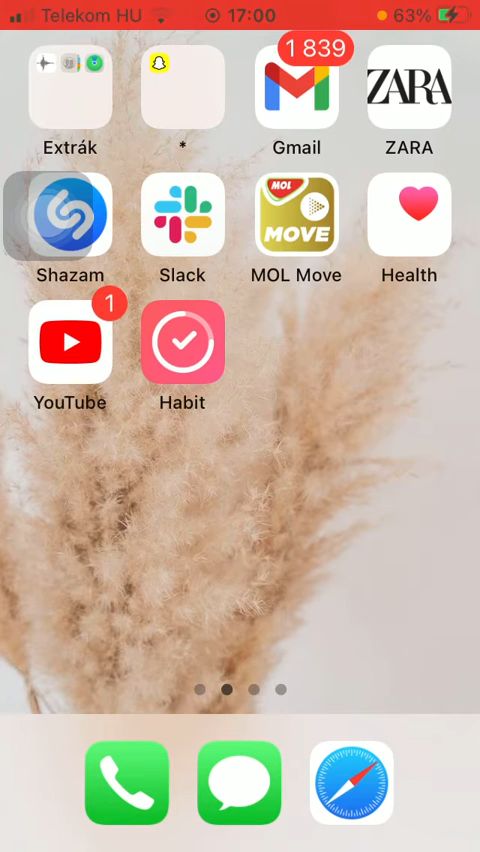 Telekom HU 17:00 63%
1 839
ZARA
Extrák * Gmail ZARA
MOL
MOVE
Shazam Slack MOL Move Health
1
YouTube Habit